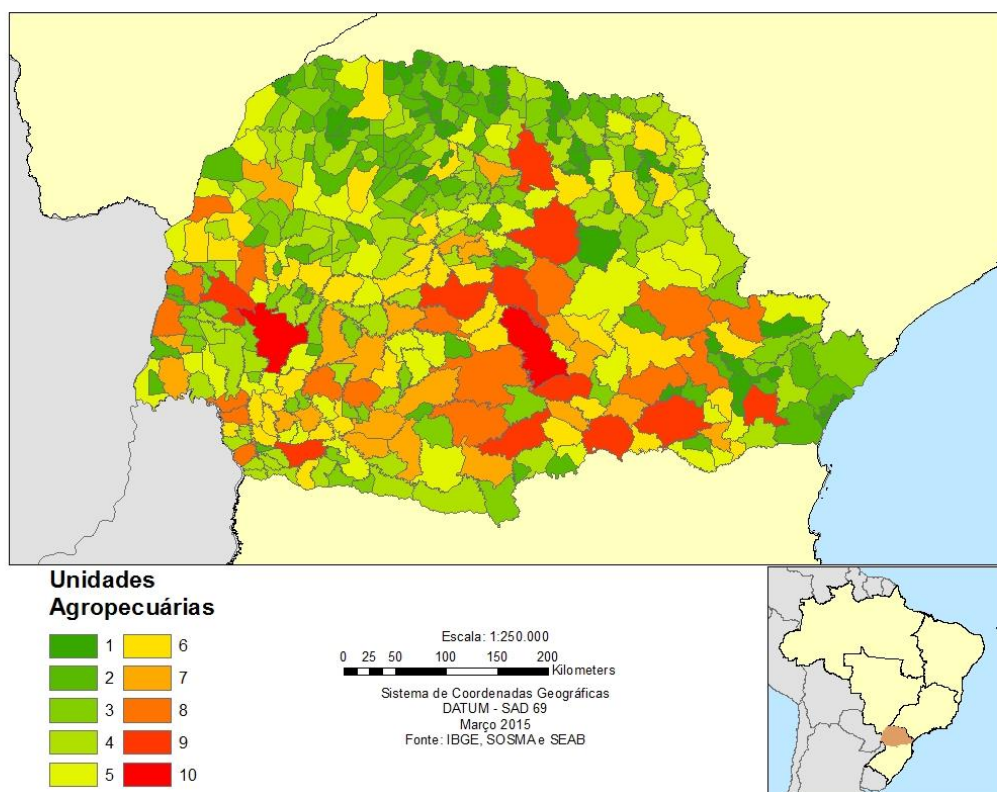 Unidades
Agropecuárias
1
2
3
4
5
6
7
8
9
10
Escala: 1:250.000
0 25 50 100 150 200
Kilometers
Sistema de Coordenadas Geográficas
DATUM - SAD 69
Março 2015
Fonte: IBGE, SOSMA e SEAB